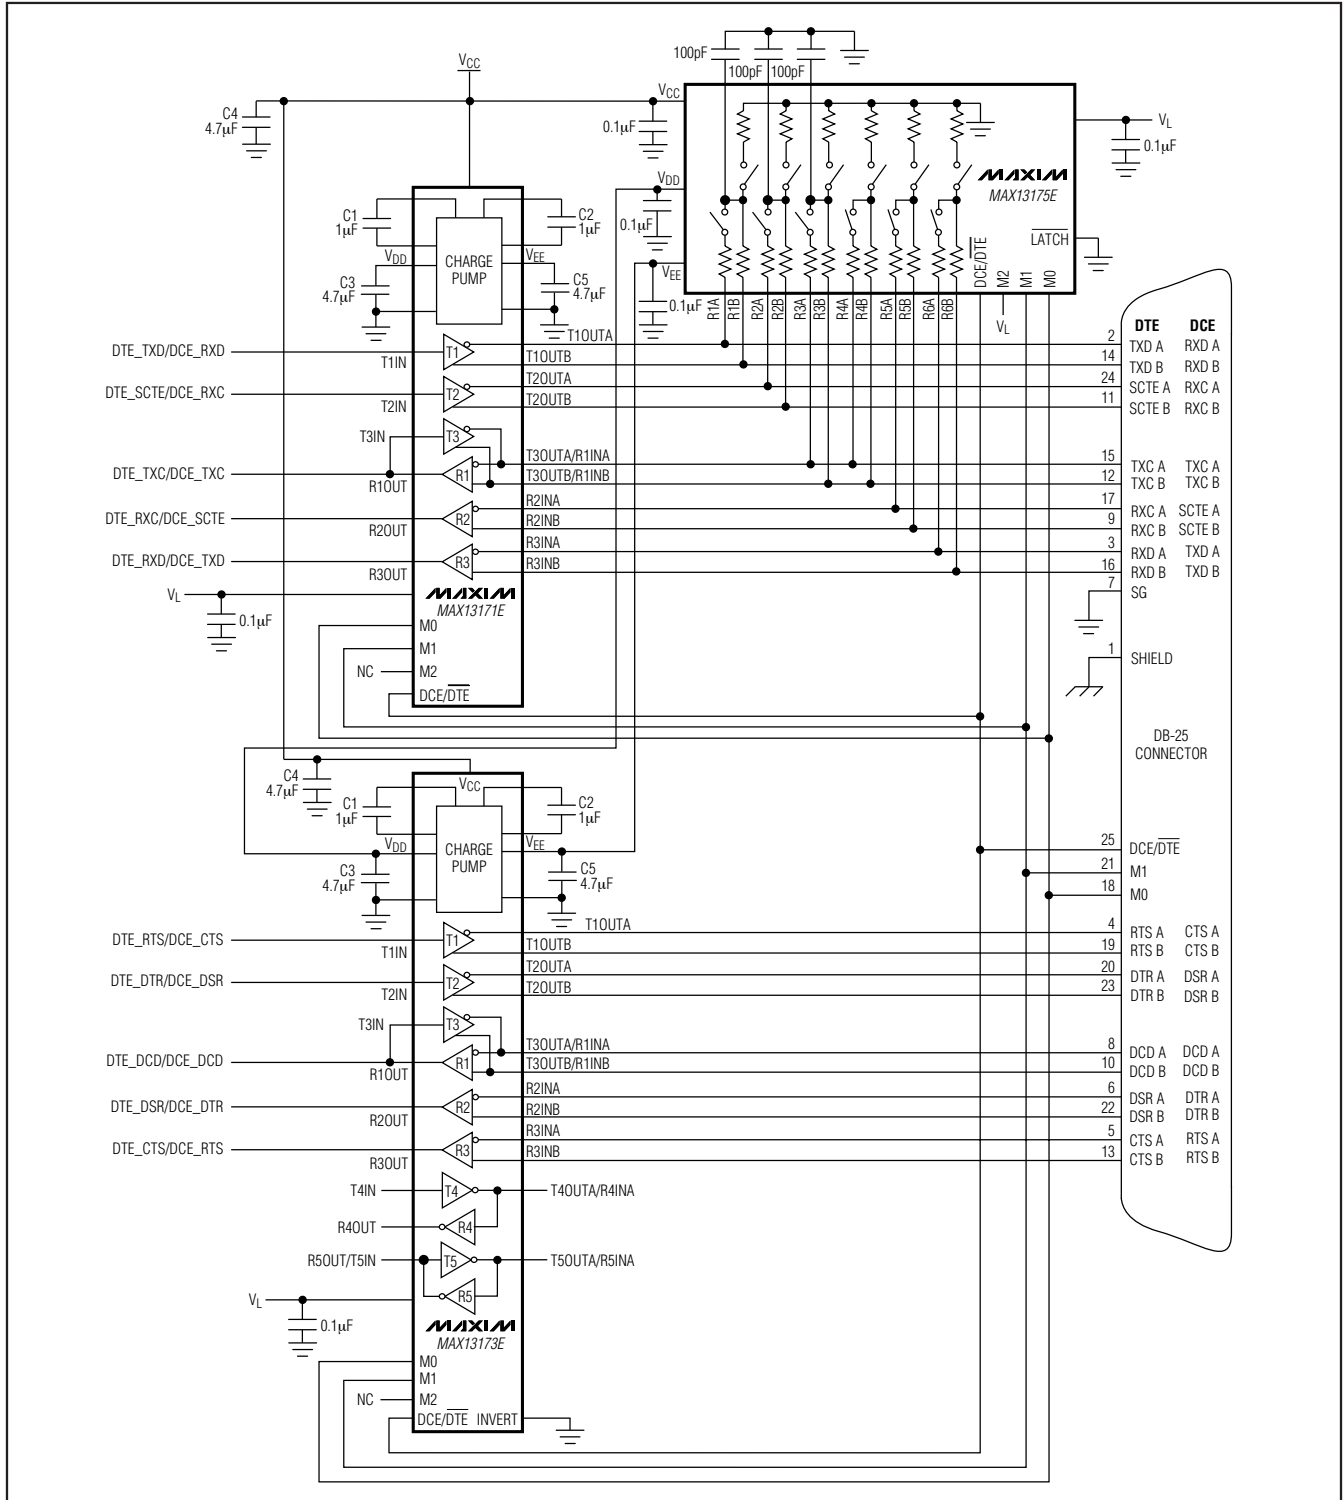 100pF
100pF 100pF
VCC
C4
4.7µF
VCC
0.1µF
VL
0.1µF
MAXIM
MAX13175E
VDD
0.1µF
C1
1µF
C2
1µF
LATCH
DCE/DTE
M2
M1
M0
VDD
CHARGE
PUMP
VEE
VEE
C3
4.7µF
C5
4.7µF
0.1µF
R1A
R1B
R2A
R2B
R3A
R3B
R4A
R4B
R5A
R5B
R6A
R6B
VL
DTE DCE
DTE_TXD/DCE_RXD
T1IN
T1
T1OUTA
2
TXD A RXD A
T1OUTB
14
TXD B RXD B
DTE_SCTE/DCE_RXC
T2IN
T2
T2OUTA
24
SCTE A RXC A
T2OUTB
11
SCTE B RXC B
T3IN
T3
DTE_TXC/DCE_TXC
R1OUT
R1
T3OUTA/R1INA
15
TXC A TXC A
T3OUTB/R1INB
12
TXC B TXC B
DTE_RXC/DCE_SCTE
R2OUT
R2
R2INA
17
RXC A SCTE A
R2INB
9
RXC B SCTE B
DTE_RXD/DCE_TXD
R3OUT
R3
R3INA
3
RXD A TXD A
R3INB
16
RXD B TXD B
7
SG
VL
0.1µF
MAXIM
MAX13171E
M0
M1
NC
M2
DCE/DTE
1
SHIELD
DB-25
CONNECTOR
C4
4.7µF
VCC
C1
1µF
C2
1µF
VDD
CHARGE
PUMP
VEE
C3
4.7µF
C5
4.7µF
25
DCE/DTE
21
M1
18
M0
DTE_RTS/DCE_CTS
T1IN
T1
T1OUTA
4
RTS A CTS A
T1OUTB
19
RTS B CTS B
DTE_DTR/DCE_DSR
T2IN
T2
T2OUTA
20
DTR A DSR A
T2OUTB
23
DTR B DSR B
T3IN
T3
DTE_DCD/DCE_DCD
R1OUT
R1
T3OUTA/R1INA
8
DCD A DCD A
T3OUTB/R1INB
10
DCD B DCD B
DTE_DSR/DCE_DTR
R2OUT
R2
R2INA
6
DSR A DTR A
R2INB
22
DSR B DTR B
DTE_CTS/DCE_RTS
R3OUT
R3
R3INA
5
CTS A RTS A
R3INB
13
CTS B RTS B
T4IN
T4
T4OUTA/R4INA
R4OUT
R4
R5OUT/T5IN
T5
T5OUTA/R5INA
R5
VL
0.1µF
MAXIM
MAX13173E
M0
M1
NC
M2
DCE/DTE INVERT